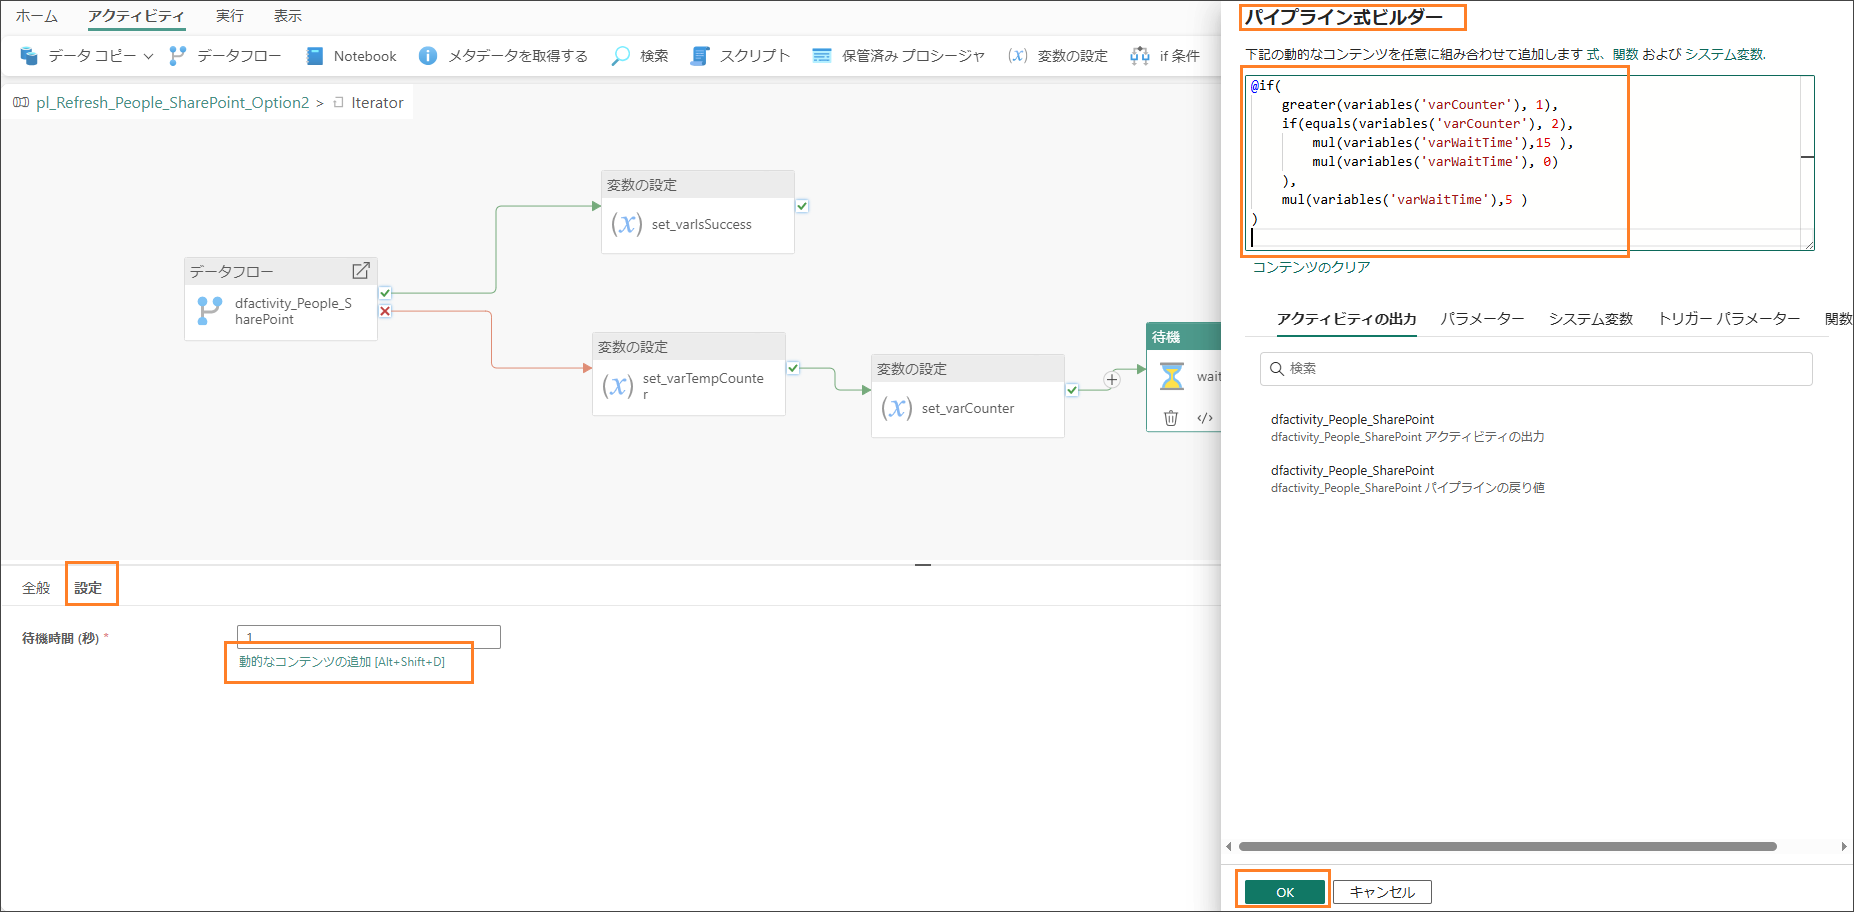 ホーム アクティビティ 実行 表示
データ コピー データフロー Notebook メタデータを取得する 検索 スクリプト 保管済み プロシージャ (x) 変数の設定 if 条件
pl_Refresh_People_SharePoint_Option2 > Iterator
変数の設定
(x) set_varIsSuccess
データフロー
dfactivity_People_S
harePoint
変数の設定
(x) set_varTempCounte
r
変数の設定
(x) set_varCounter
待機
wait
</>
全般 設定
待機時間 (秒) *
1
動的なコンテンツの追加 [Alt+Shift+D]
パイプライン式ビルダー
下記の動的なコンテンツを任意に組み合わせて追加します 式、関数 および システム変数.
@if(
greater(variables('varCounter'), 1),
if(equals(variables('varCounter'), 2),
mul(variables('varWaitTime'),15 ),
mul(variables('varWaitTime'), 0)
),
mul(variables('varWaitTime'),5 )
)
コンテンツのクリア
アクティビティの出力 パラメーター システム変数 トリガー パラメーター 関数
検索
dfactivity_People_SharePoint
dfactivity_People_SharePoint アクティビティの出力
dfactivity_People_SharePoint
dfactivity_People_SharePoint パイプラインの戻り値
OK キャンセル